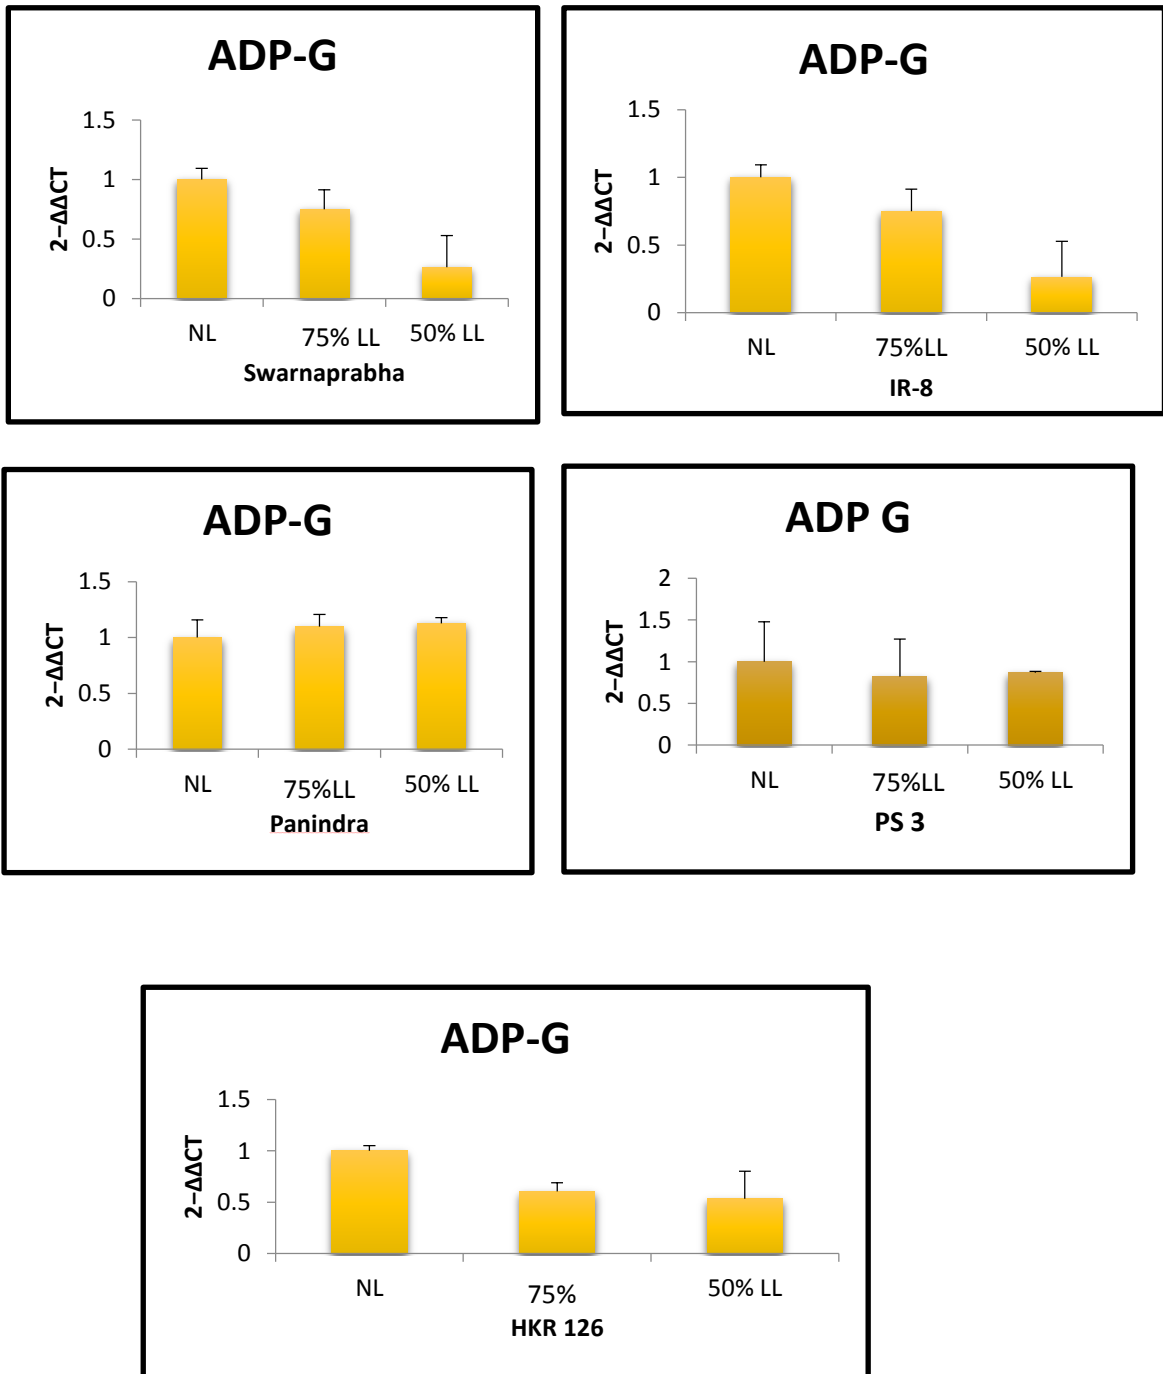 ADP-G
1.5
1
0.5
0
2–ΔΔCT
NL
75% LL
50% LL
Swarnaprabha
ADP-G
1.5
1
0.5
0
2–ΔΔCT
NL
75%LL
50% LL
IR-8
ADP-G
1.5
1
0.5
0
2–ΔΔCT
NL
75%LL
50% LL
Panindra
ADP G
2
1.5
1
0.5
0
2–ΔΔCT
NL
75%LL
50% LL
PS 3
ADP-G
1.5
1
0.5
0
2–ΔΔCT
NL
75%
50% LL
HKR 126